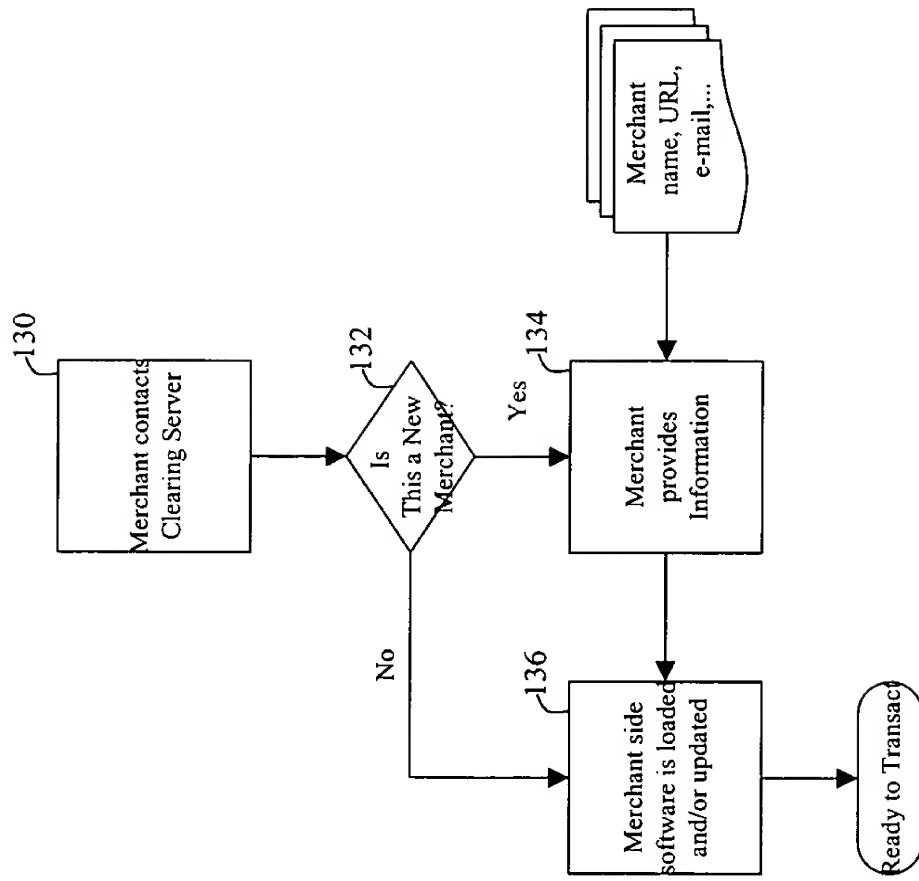 130
Merchant contacts
Clearing Server
132
Is
This a New
Merchant?
Yes
No
134
Merchant
provides
Information
Merchant
name, URL,
e-mail,...
136
Merchant side
software is loaded
and/or updated
Ready to Transact